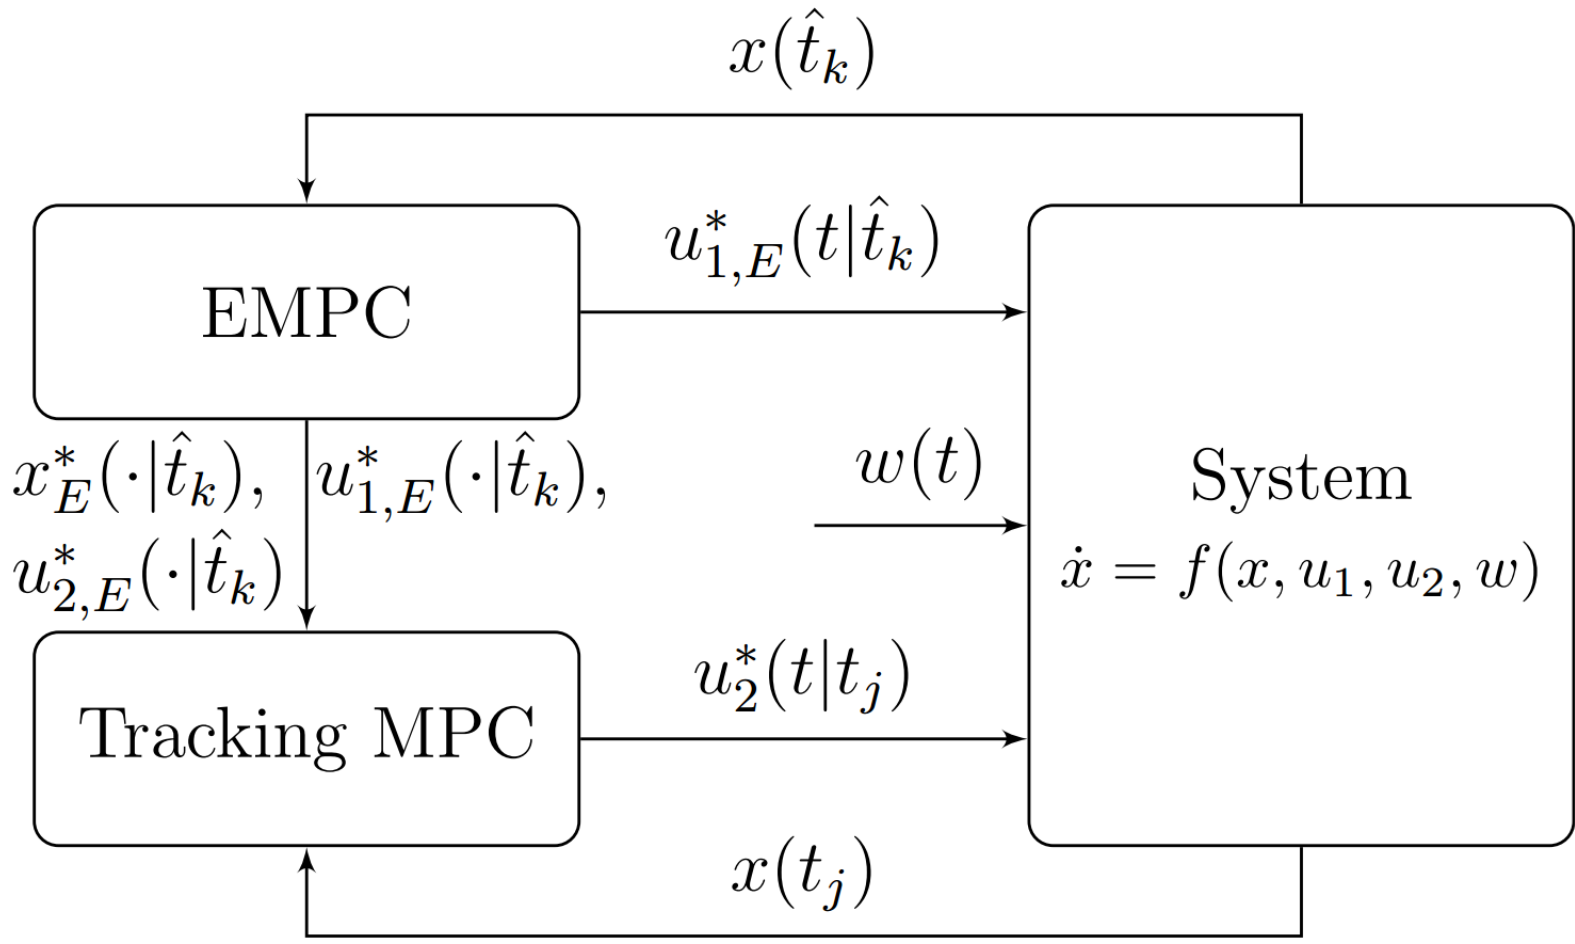 x(t̂_k)
u*_{1,E}(t|t̂_k)
EMPC
x*_E(·|t̂_k), u*_{1,E}(·|t̂_k),
u*_{2,E}(·|t̂_k)
w(t)
System
ẋ = f(x, u_1, u_2, w)
u*_2(t|t_j)
Tracking MPC
x(t_j)